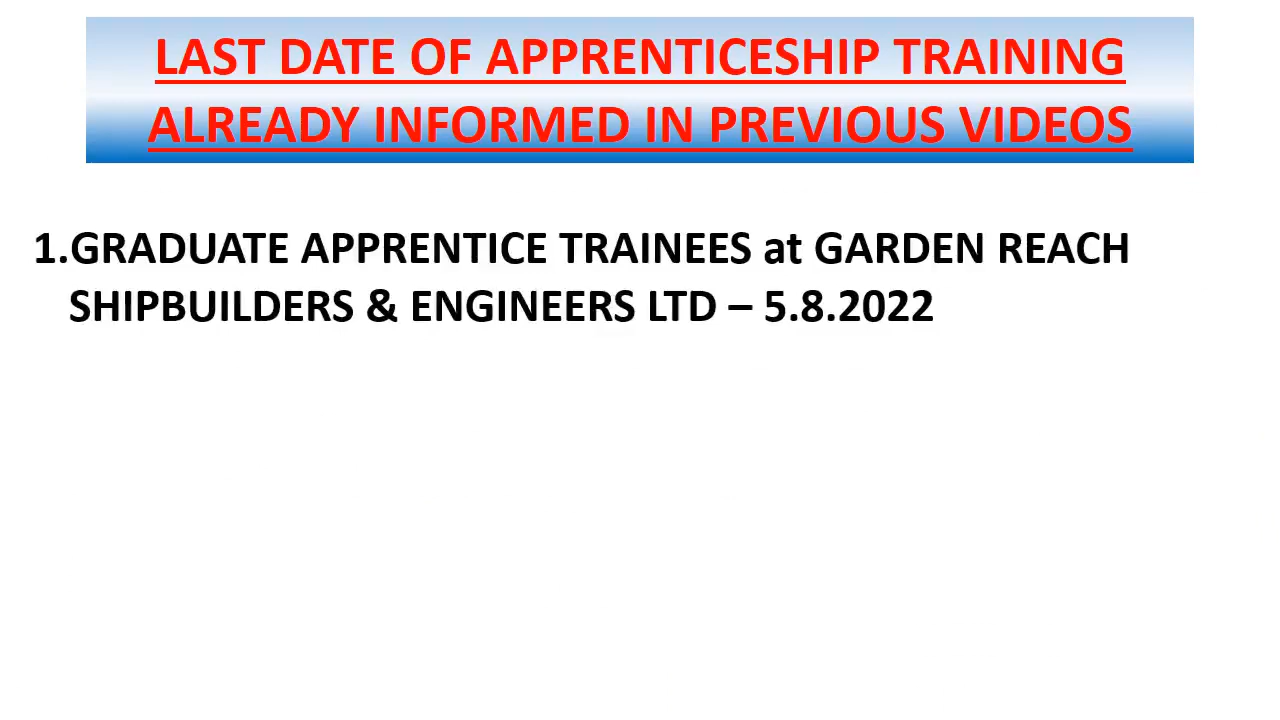 LAST DATE OF APPRENTICESHIP TRAINING
ALREADY INFORMED IN PREVIOUS VIDEOS
1.GRADUATE APPRENTICE TRAINEES at GARDEN REACH
SHIPBUILDERS & ENGINEERS LTD – 5.8.2022